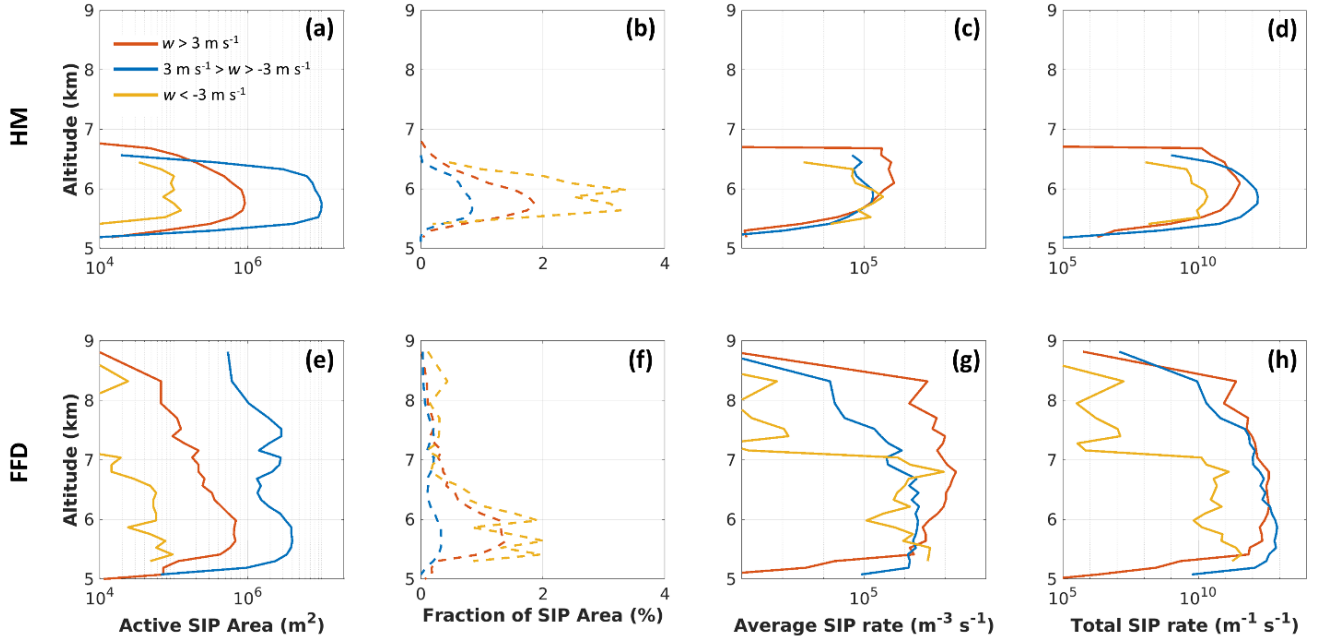 (a)
(b)
(c)
(d)
w > 3 m s⁻¹
3 m s⁻¹ > w > -3 m s⁻¹
w < -3 m s⁻¹
HM
Altitude (km)
9
8
7
6
5
9
8
7
6
5
9
8
7
6
5
9
8
7
6
5
10⁴
10⁶
0
2
4
10⁵
10⁵
10¹⁰
(e)
(f)
(g)
(h)
FFD
Altitude (km)
9
8
7
6
5
9
8
7
6
5
9
8
7
6
5
9
8
7
6
5
10⁴
10⁶
0
2
4
10⁵
10⁵
10¹⁰
Active SIP Area (m²)
Fraction of SIP Area (%)
Average SIP rate (m⁻³ s⁻¹)
Total SIP rate (m⁻¹ s⁻¹)